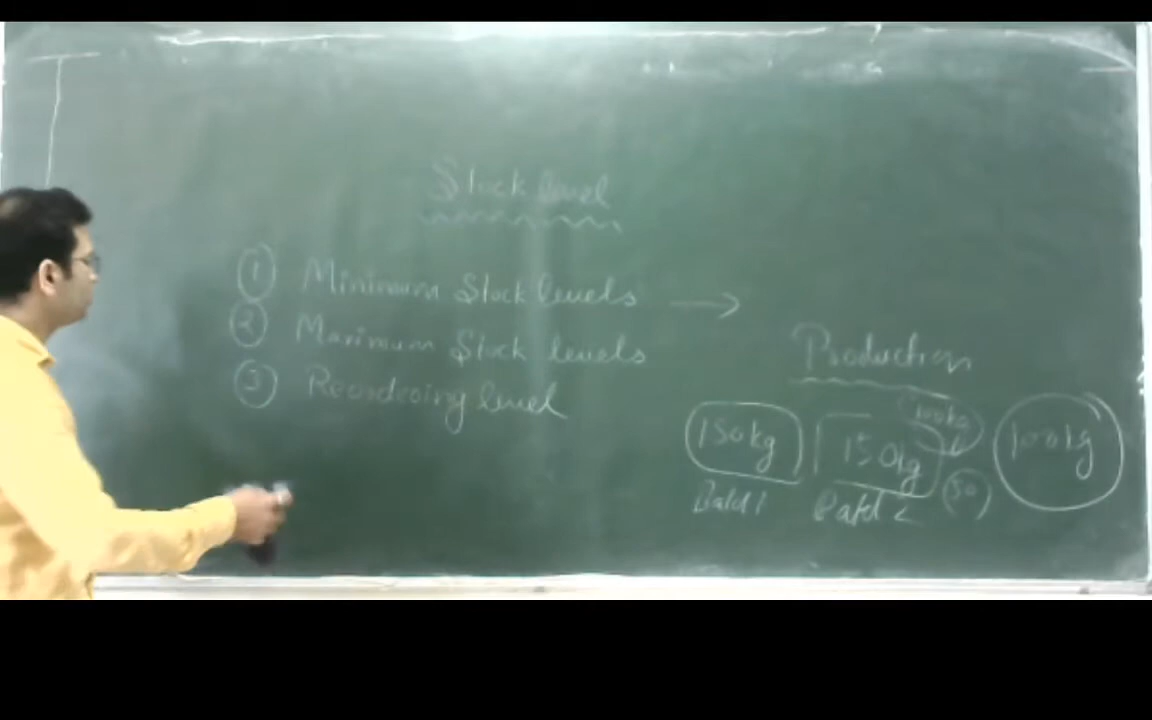 Stock level
① Minimum Stock levels →
② Maximum Stock levels
③ Reordering level
Production
150kg 150kg 100kg 100kg
Batch 1 Batch 2 50